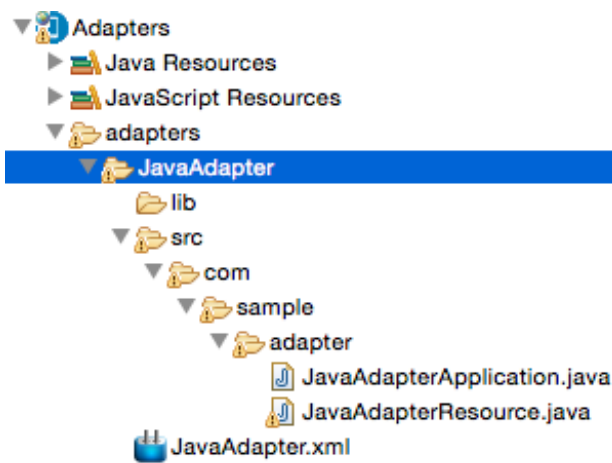 Adapters
Java Resources
JavaScript Resources
adapters
JavaAdapter
lib
src
com
sample
adapter
JavaAdapterApplication.java
JavaAdapterResource.java
JavaAdapter.xml